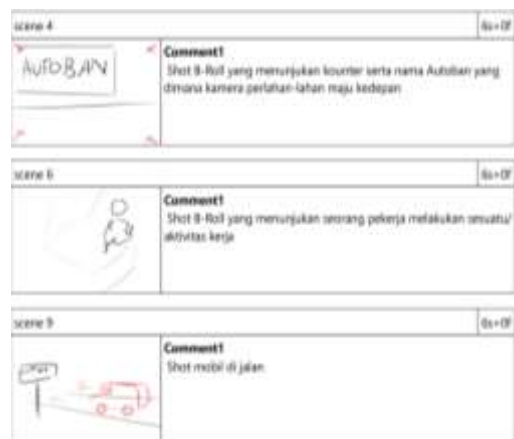 scene 4 6s+0f
AUTOBAN
Comment1
Shot B-Roll yang menunjukan kounter serta nama Autoban yang
dimana kamera perlahan-lahan maju kedepan
scene 6 6s+0f
Comment1
Shot B-Roll yang menunjukan seorang pekerja melakukan sesuatu/
aktivitas kerja
scene 9 6s+0f
Comment1
Shot mobil di jalan